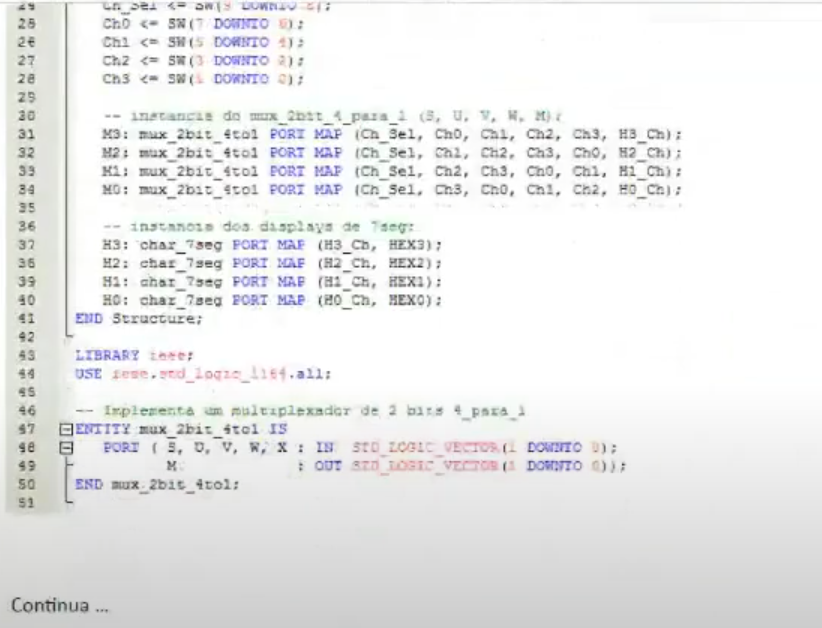 24 Ch_Sel <= SW(9 DOWNTO 8);
25 Ch0 <= SW(7 DOWNTO 6);
26 Ch1 <= SW(5 DOWNTO 4);
27 Ch2 <= SW(3 DOWNTO 2);
28 Ch3 <= SW(1 DOWNTO 0);
29
30 -- instancia do mux_2bit_4_para_1 (S, U, V, W, M);
31 M3: mux_2bit_4to1 PORT MAP (Ch_Sel, Ch0, Ch1, Ch2, Ch3, H3_Ch);
32 M2: mux_2bit_4to1 PORT MAP (Ch_Sel, Ch1, Ch2, Ch3, Ch0, H2_Ch);
33 M1: mux_2bit_4to1 PORT MAP (Ch_Sel, Ch2, Ch3, Ch0, Ch1, H1_Ch);
34 M0: mux_2bit_4to1 PORT MAP (Ch_Sel, Ch3, Ch0, Ch1, Ch2, H0_Ch);
35
36 -- instancia dos displays de 7seg:
37 H3: char_7seg PORT MAP (H3_Ch, HEX3);
38 H2: char_7seg PORT MAP (H2_Ch, HEX2);
39 H1: char_7seg PORT MAP (H1_Ch, HEX1);
40 H0: char_7seg PORT MAP (H0_Ch, HEX0);
41 END Structure;
42
43 LIBRARY ieee;
44 USE ieee.std_logic_1164.all;
45
46 -- Implementa um multiplexador de 2 bits 4_para_1
47 ENTITY mux_2bit_4to1 IS
48 PORT ( S, U, V, W, X : IN STD_LOGIC_VECTOR(1 DOWNTO 0);
49 M : OUT STD_LOGIC_VECTOR(1 DOWNTO 0));
50 END mux_2bit_4to1;
51
Continua ...